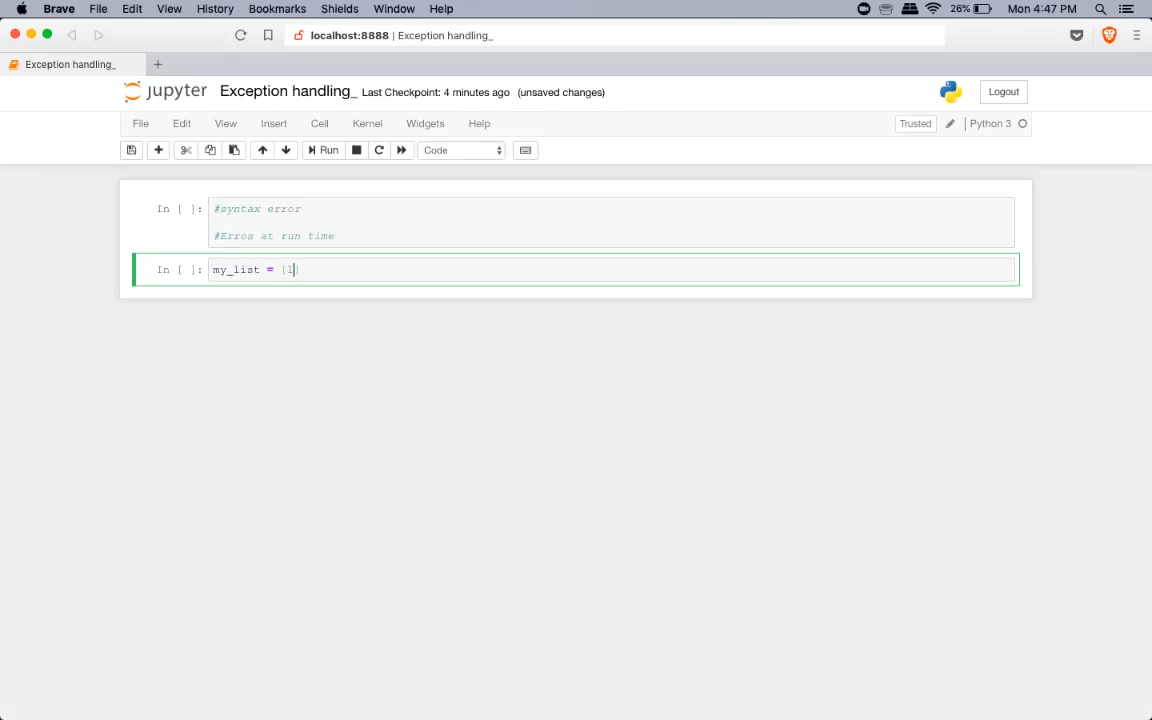 Brave File Edit View History Bookmarks Shields Window Help 26% Mon 4:47 PM
localhost:8888 | Exception handling_
Exception handling_
jupyter Exception handling_ Last Checkpoint: 4 minutes ago (unsaved changes) Logout
File Edit View Insert Cell Kernel Widgets Help Trusted Python 3
Run Code
In [ ]: #syntax error
#Erros at run time
In [ ]: my_list = [1]